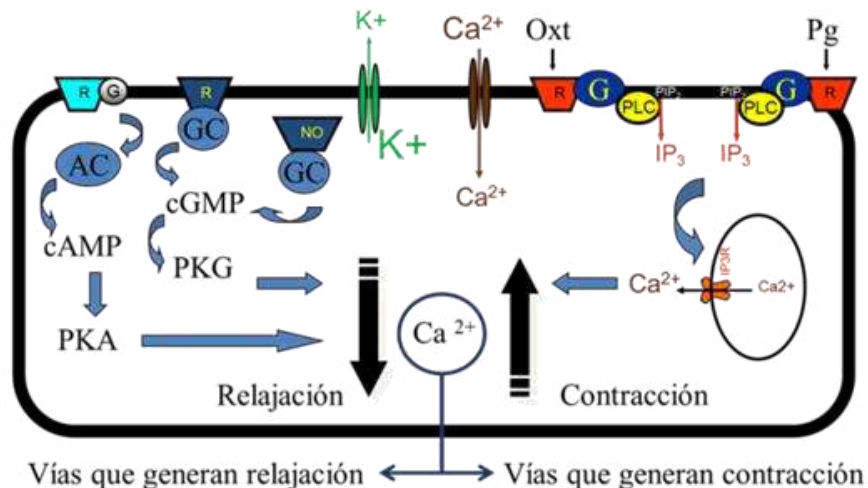 K+
Ca2+
Oxt
Pg
R
G
R
R
G
PIP2
PIP2
G
R
GC
NO
K+
PLC
PLC
AC
GC
Ca2+
IP3
IP3
cGMP
cAMP
PKG
Ca2+
IP3R
Ca2+
PKA
Ca 2+
Relajación
Contracción
Vías que generan relajación
Vías que generan contracción